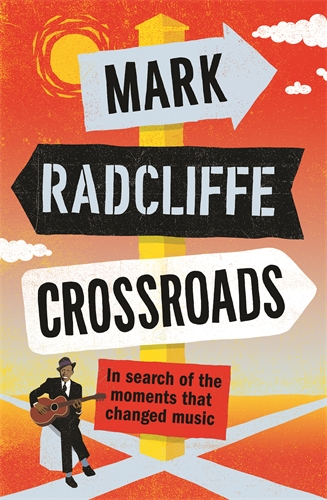 MARK
RADCLIFFE
CROSSROADS
In search of the
moments that
changed music